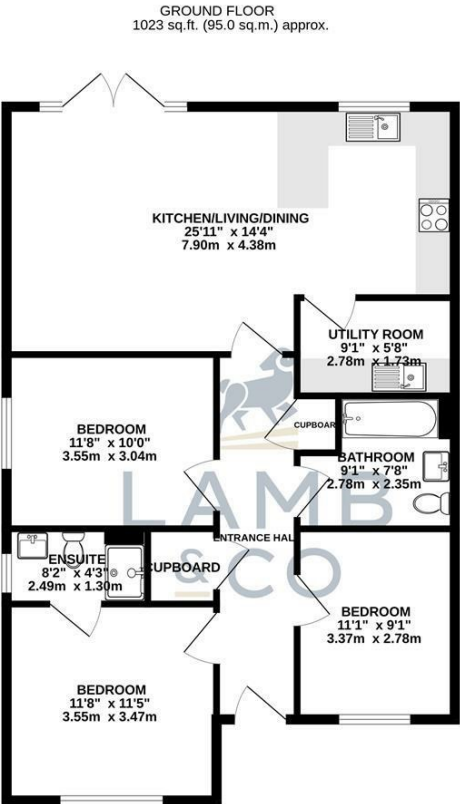 GROUND FLOOR
1023 sq.ft. (95.0 sq.m.) approx.
KITCHEN/LIVING/DINING
25'11" x 14'4"
7.90m x 4.38m
UTILITY ROOM
9'1" x 5'8"
2.78m x 1.73m
CUPBOAR
BEDROOM
11'8" x 10'0"
3.55m x 3.04m
BATHROOM
9'1" x 7'8"
2.78m x 2.35m
LAMB
& CO
ENTRANCE HAL
ENSUITE
8'2" x 4'3"
2.49m x 1.30m
CUPBOARD
BEDROOM
11'1" x 9'1"
3.37m x 2.78m
BEDROOM
11'8" x 11'5"
3.55m x 3.47m